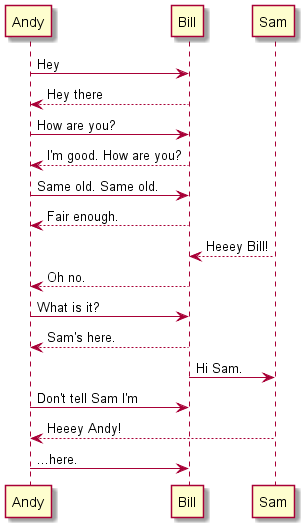 Andy Bill Sam
Hey
Hey there
How are you?
I'm good. How are you?
Same old. Same old.
Fair enough.
Heeey Bill!
Oh no.
What is it?
Sam's here.
Hi Sam.
Don't tell Sam I'm
Heeey Andy!
...here.
Andy Bill Sam